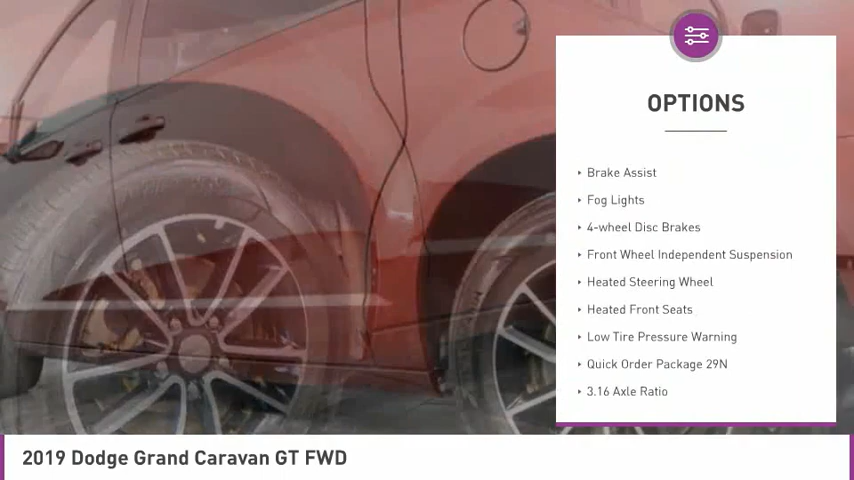 OPTIONS
Brake Assist
Fog Lights
4-wheel Disc Brakes
Front Wheel Independent Suspension
Heated Steering Wheel
Heated Front Seats
Low Tire Pressure Warning
Quick Order Package 29N
3.16 Axle Ratio
2019 Dodge Grand Caravan GT FWD